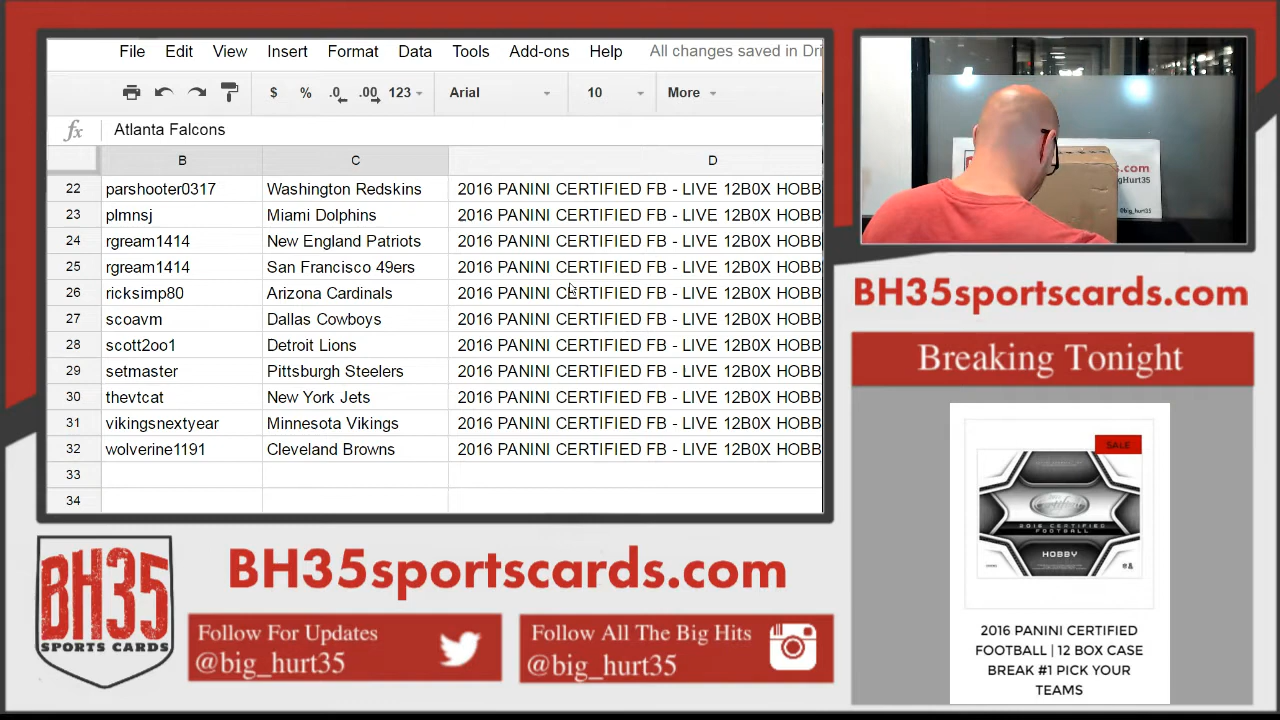 File Edit View Insert Format Data Tools Add-ons Help All changes saved in Dri
$ % .0 .00 123 Arial 10 More
fx Atlanta Falcons
B C D
22 parshooter0317 Washington Redskins 2016 PANINI CERTIFIED FB - LIVE 12B0X HOBB
23 plmnsj Miami Dolphins 2016 PANINI CERTIFIED FB - LIVE 12B0X HOBB
24 rgream1414 New England Patriots 2016 PANINI CERTIFIED FB - LIVE 12B0X HOBB
25 rgream1414 San Francisco 49ers 2016 PANINI CERTIFIED FB - LIVE 12B0X HOBB
26 ricksimp80 Arizona Cardinals 2016 PANINI CERTIFIED FB - LIVE 12B0X HOBB
27 scoavm Dallas Cowboys 2016 PANINI CERTIFIED FB - LIVE 12B0X HOBB
28 scott2oo1 Detroit Lions 2016 PANINI CERTIFIED FB - LIVE 12B0X HOBB
29 setmaster Pittsburgh Steelers 2016 PANINI CERTIFIED FB - LIVE 12B0X HOBB
30 thevtcat New York Jets 2016 PANINI CERTIFIED FB - LIVE 12B0X HOBB
31 vikingsnextyear Minnesota Vikings 2016 PANINI CERTIFIED FB - LIVE 12B0X HOBB
32 wolverine1191 Cleveland Browns 2016 PANINI CERTIFIED FB - LIVE 12B0X HOBB
33
34
s.com
igHurt35
@big_hurt35
BH35sportscards.com
Breaking Tonight
SALE
Certified
2016 CERTIFIED
FOOTBALL
HOBBY
2016 PANINI CERTIFIED
FOOTBALL | 12 BOX CASE
BREAK #1 PICK YOUR
TEAMS
BH35
SPORTS CARDS
BH35sportscards.com
Follow For Updates
@big_hurt35
Follow All The Big Hits
@big_hurt35